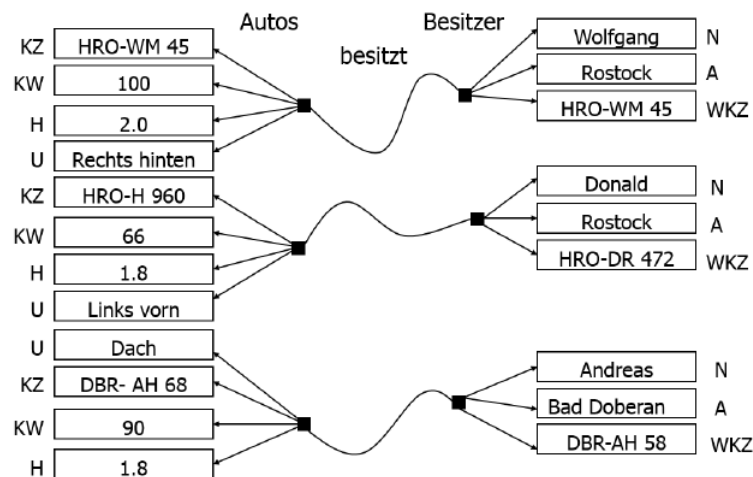 Autos Besitzer
besitzt
KZ HRO-WM 45 Wolfgang N
KW 100 Rostock A
H 2.0 HRO-WM 45 WKZ
U Rechts hinten
KZ HRO-H 960 Donald N
KW 66 Rostock A
H 1.8 HRO-DR 472 WKZ
U Links vorn
U Dach Andreas N
KZ DBR- AH 68 Bad Doberan A
KW 90 DBR-AH 58 WKZ
H 1.8